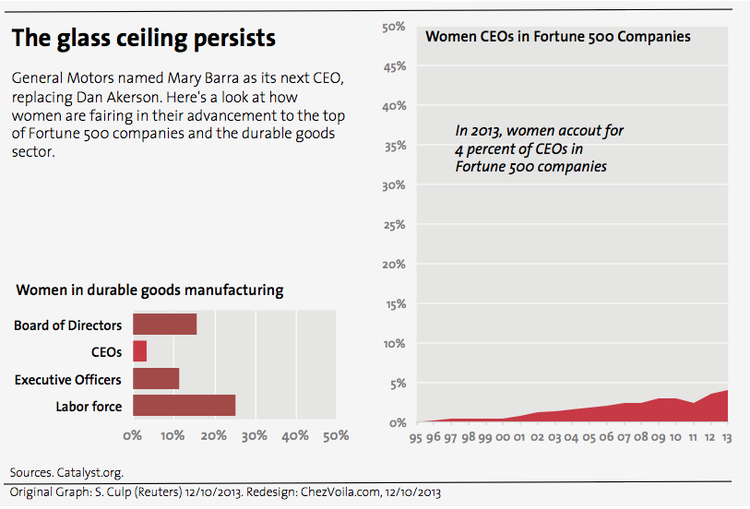 The glass ceiling persists
General Motors named Mary Barra as its next CEO,
replacing Dan Akerson. Here's a look at how
women are fairing in their advancement to the top
of Fortune 500 companies and the durable goods
sector.
Women in durable goods manufacturing
Board of Directors
CEOs
Executive Officers
Labor force
0% 10% 20% 30% 40% 50%
Women CEOs in Fortune 500 Companies
In 2013, women accout for
4 percent of CEOs in
Fortune 500 companies
50%
45%
40%
35%
30%
25%
20%
15%
10%
5%
0%
95 96 97 98 99 00 01 02 03 04 05 06 07 08 09 10 11 12 13
Sources. Catalyst.org.
Original Graph: S. Culp (Reuters) 12/10/2013. Redesign: ChezVoila.com, 12/10/2013